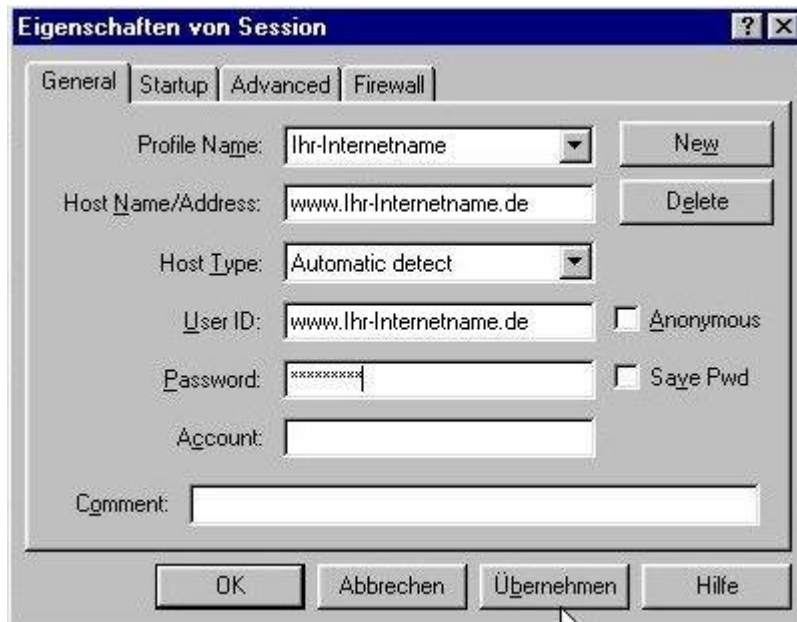 Eigenschaften von Session
General Startup Advanced Firewall
Profile Name: Ihr-Internetname New
Host Name/Address: www.Ihr-Internetname.de Delete
Host Type: Automatic detect
User ID: www.Ihr-Internetname.de Anonymous
Password: ********* Save Pwd
Account:
Comment:
OK Abbrechen Übernehmen Hilfe